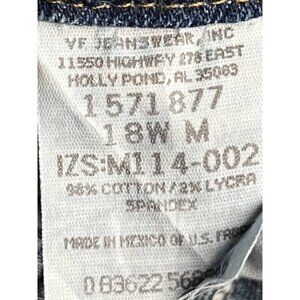 VF JEANSWEAR, INC
11550 HIGHWAY 278 EAST
HOLLY POND, AL 35083
1571877
18W M
IZS:M114-002
98% COTTON/2% LYCRA
SPANDEX
MADE IN MEXICO OF U.S.